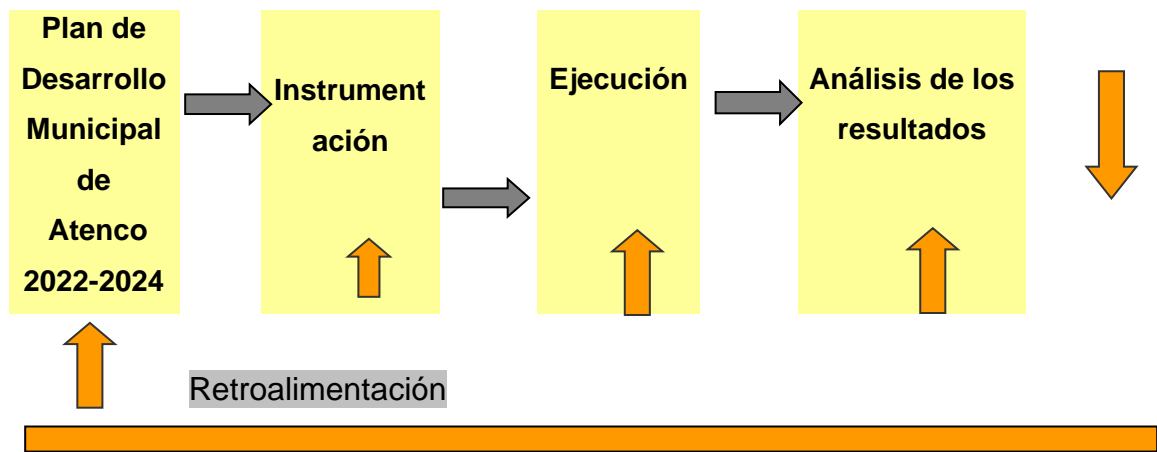 Plan de
Desarrollo
Municipal
de
Atenco
2022-2024
Instrument
ación
Ejecución
Análisis de los
resultados
Retroalimentación